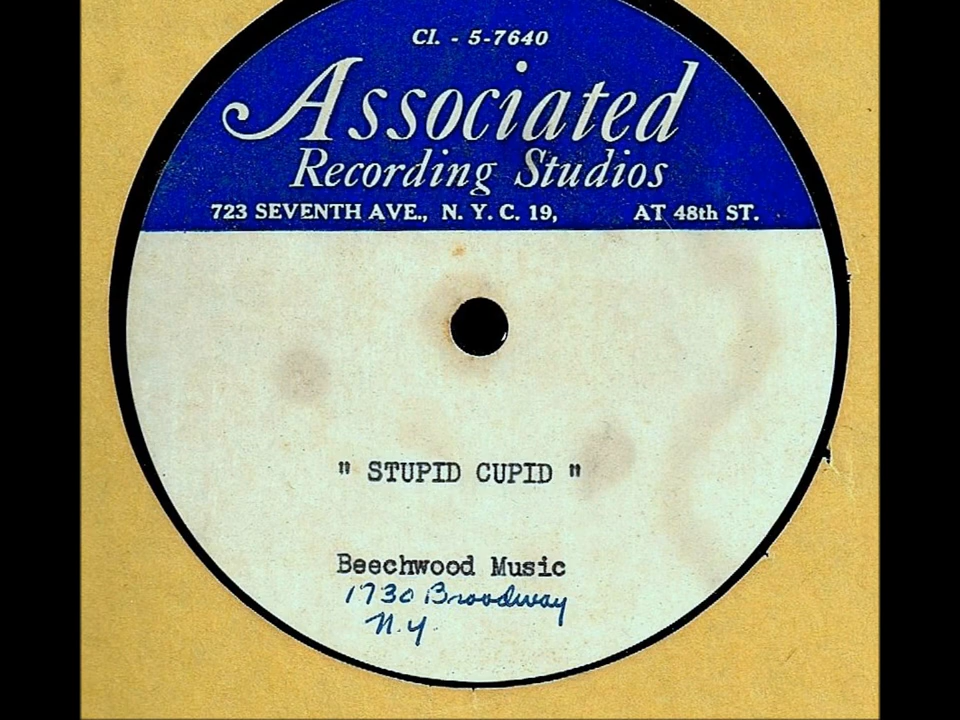 CI. - 5-7640
Associated
Recording Studios
723 SEVENTH AVE., N. Y. C. 19, AT 48th ST.
" STUPID CUPID "
Beechwood Music
1730 Broadway
N.Y